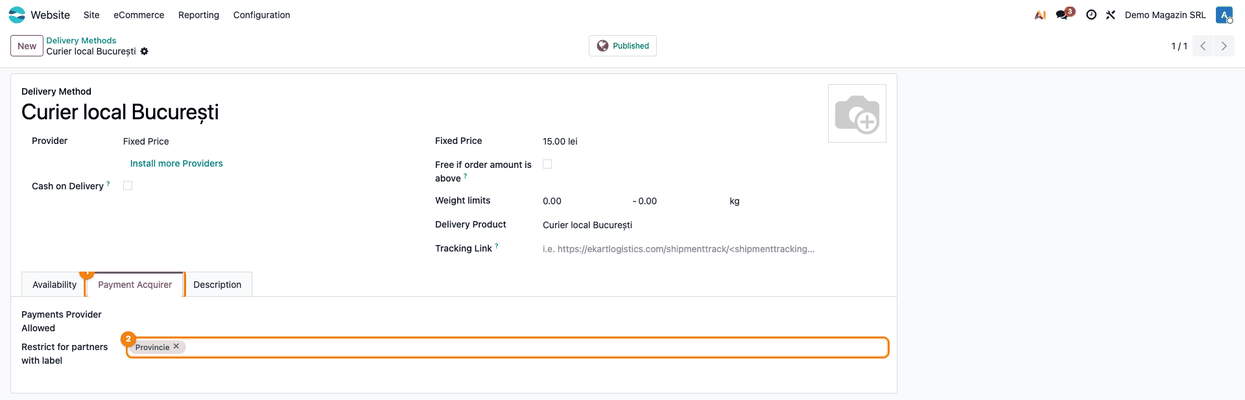 Website Site eCommerce Reporting Configuration 3 Demo Magazin SRL A
New Delivery Methods
Curier local București
Published
1 / 1
Delivery Method
Curier local București
Provider Fixed Price
Install more Providers
Cash on Delivery ?
Fixed Price 15.00 lei
Free if order amount is
above ?
Weight limits 0.00 - 0.00 kg
Delivery Product Curier local București
Tracking Link ? i.e. https://ekartlogistics.com/shipmenttrack/<shipmenttracking...
1
Availability Payment Acquirer Description
Payments Provider
Allowed
2
Restrict for partners
with label
Provincie ×